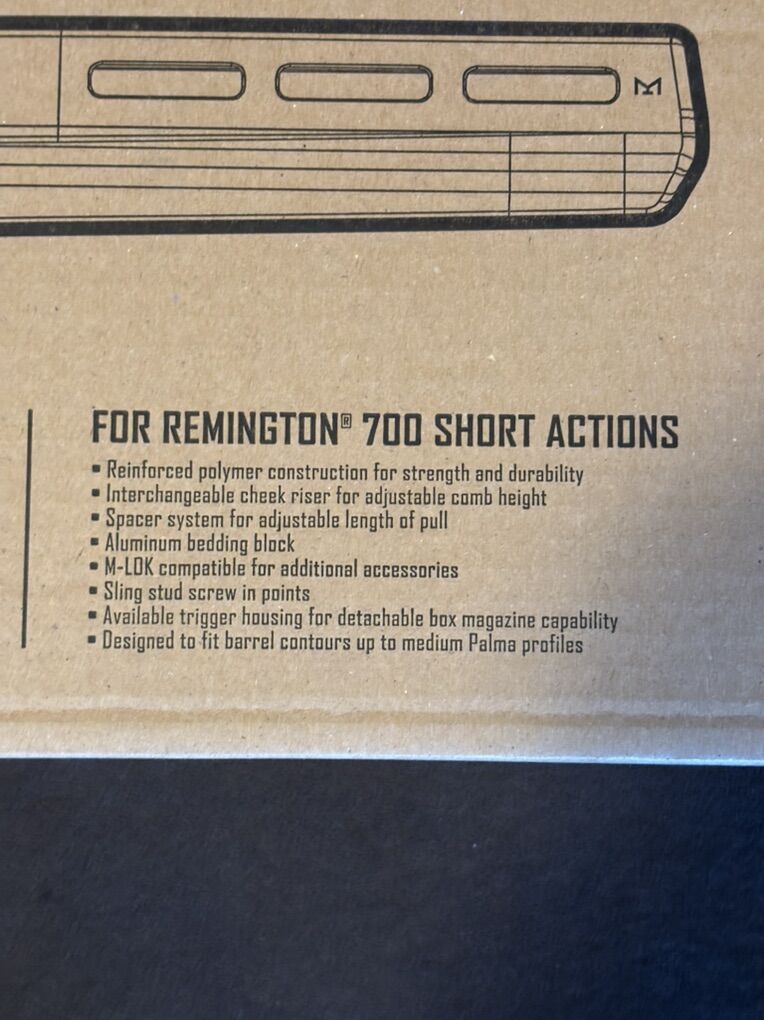 FOR REMINGTON® 700 SHORT ACTIONS
▪ Reinforced polymer construction for strength and durability
▪ Interchangeable cheek riser for adjustable comb height
▪ Spacer system for adjustable length of pull
▪ Aluminum bedding block
▪ M-LOK compatible for additional accessories
▪ Sling stud screw in points
▪ Available trigger housing for detachable box magazine capability
▪ Designed to fit barrel contours up to medium Palma profiles